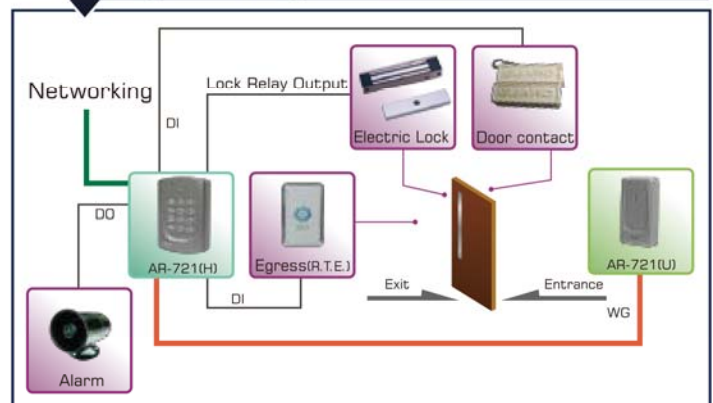 Networking
DI
Lock Relay Output
Electric Lock
Door contact
DO
AR-721(H)
Egress(R.T.E.)
AR-721(U)
DI
Exit
Entrance
WG
Alarm